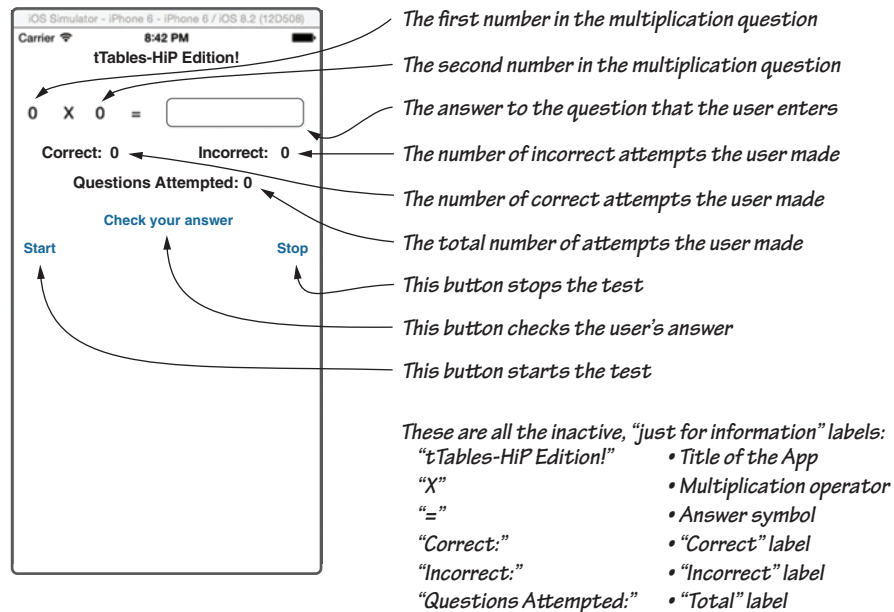 iOS Simulator - iPhone 6 - iPhone 6 / iOS 8.2 (12D508)
Carrier 8:42 PM
tTables-HiP Edition!
0 X 0 =
Correct: 0 Incorrect: 0
Questions Attempted: 0
Check your answer
Start Stop
The first number in the multiplication question
The second number in the multiplication question
The answer to the question that the user enters
The number of incorrect attempts the user made
The number of correct attempts the user made
The total number of attempts the user made
This button stops the test
This button checks the user's answer
This button starts the test
These are all the inactive, “just for information” labels:
“tTables-HiP Edition!” • Title of the App
“X” • Multiplication operator
“=” • Answer symbol
“Correct:” • “Correct” label
“Incorrect:” • “Incorrect” label
“Questions Attempted:” • “Total” label